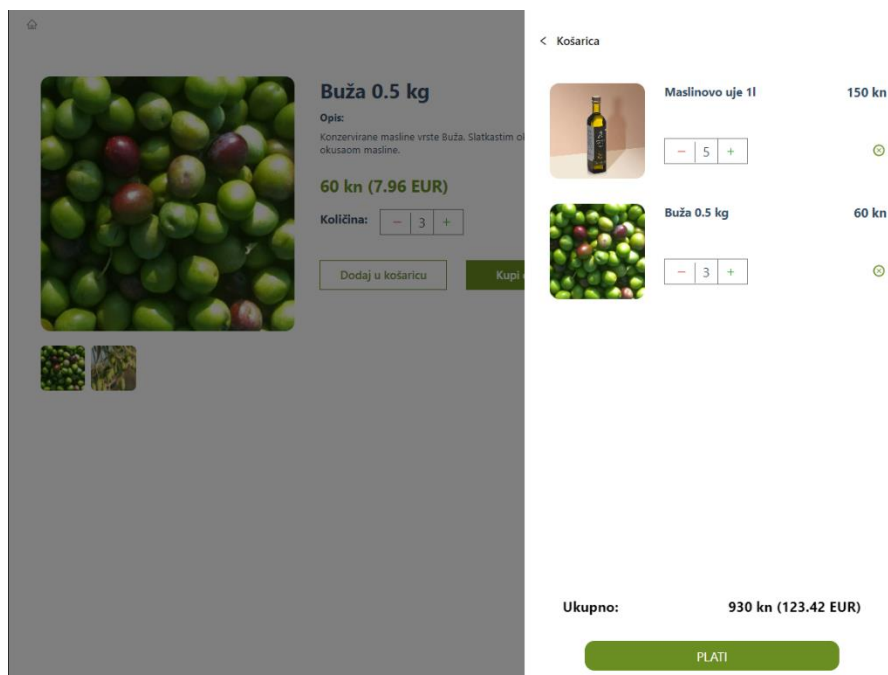 Buža 0.5 kg
Opis:
Konzervirane masline vrste Buža. Slatkastim
okusaom masline.
60 kn (7.96 EUR)
Količina:
− 3 +
Dodaj u košaricu
Kupi
< Košarica
Maslinovo uje 1l
150 kn
− 5 +
Buža 0.5 kg
60 kn
− 3 +
Ukupno:
930 kn (123.42 EUR)
PLATI